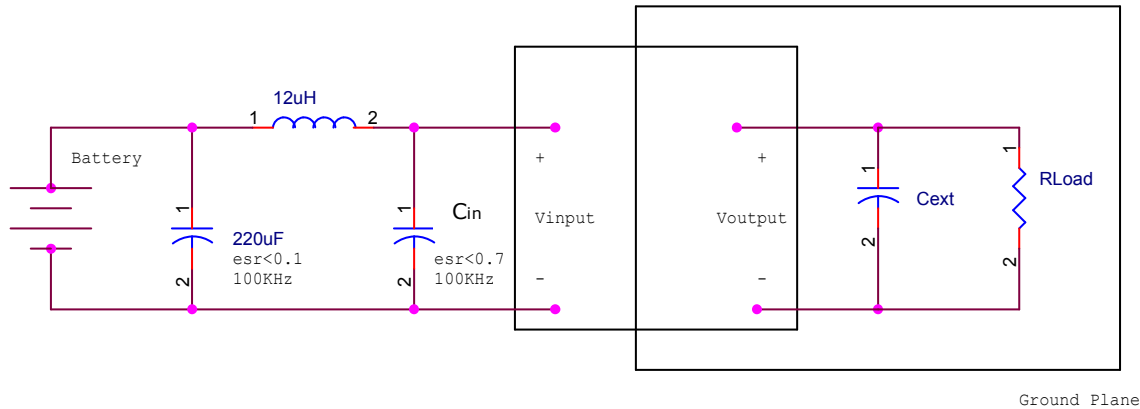 12uH
1
2
Battery
+
+
1
RLoad
1
1
1
Cin
Cext
Vinput
Voutput
220uF
esr<0.1
100KHz
esr<0.7
100KHz
2
2
2
2
-
-
Ground Plane